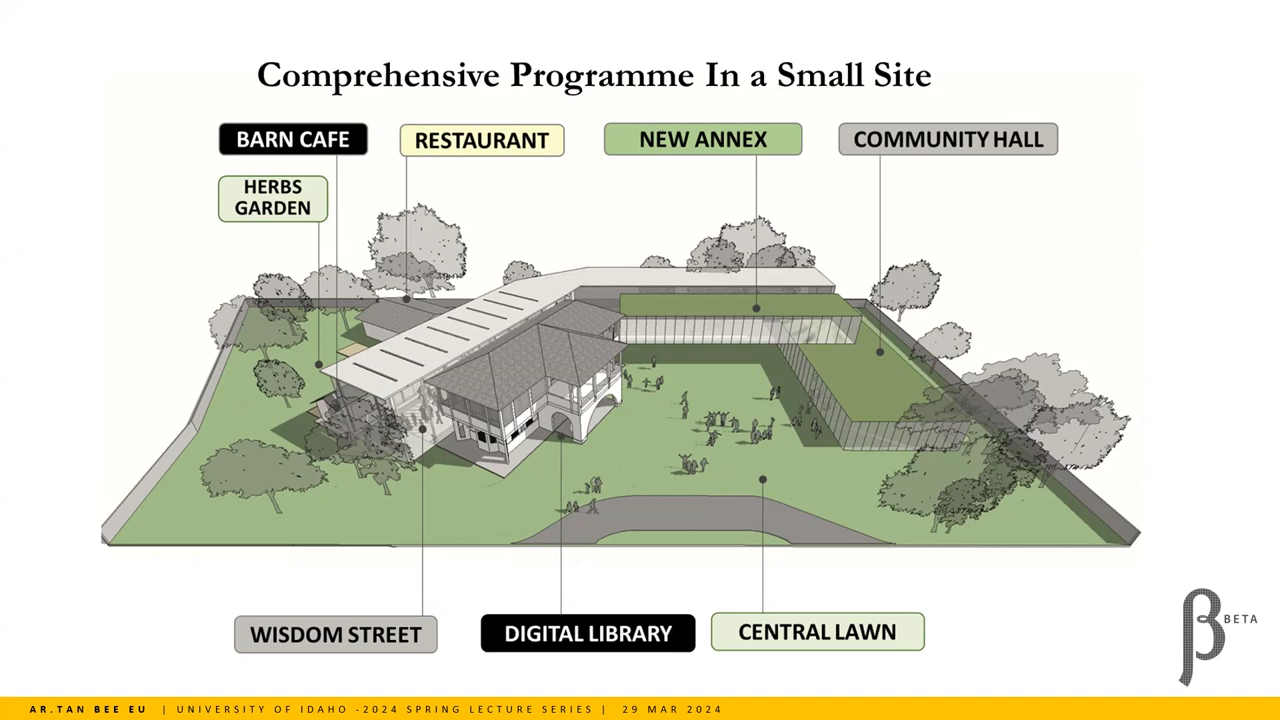 Comprehensive Programme In a Small Site
BARN CAFE
RESTAURANT
NEW ANNEX
COMMUNITY HALL
HERBS
GARDEN
WISDOM STREET
DIGITAL LIBRARY
CENTRAL LAWN
β BETA
AR.TAN BEE EU | UNIVERSITY OF IDAHO -2024 SPRING LECTURE SERIES | 29 MAR 2024